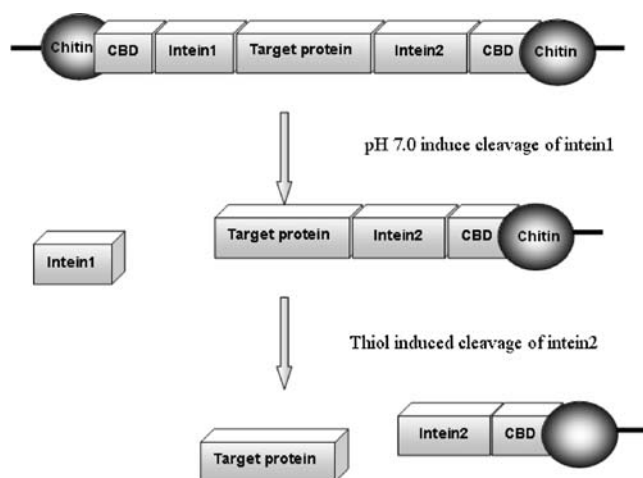 Chitin CBD Intein1 Target protein Intein2 CBD Chitin
pH 7.0 induce cleavage of intein1
Target protein Intein2 CBD Chitin
Intein1
Thiol induced cleavage of intein2
Intein2 CBD
Target protein